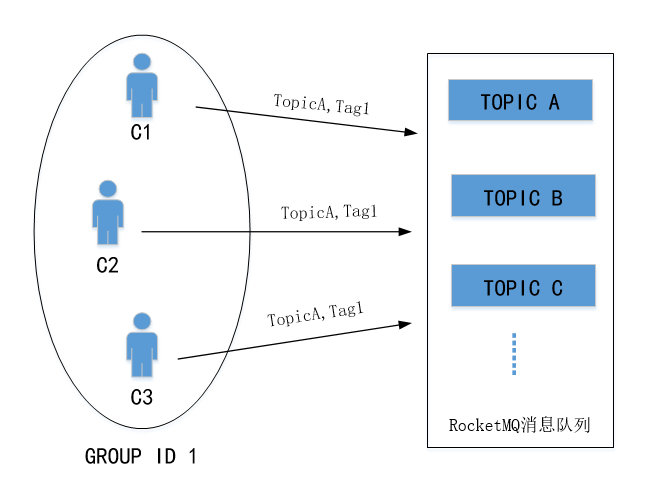 C1
TopicA,Tag1
TOPIC A
C2
TopicA,Tag1
TOPIC B
C3
TopicA,Tag1
TOPIC C
RocketMQ消息队列
GROUP ID 1